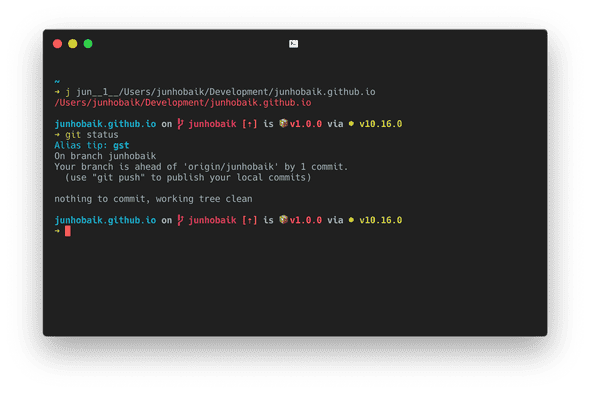 ~
➜ j jun__1__/Users/junhobaik/Development/junhobaik.github.io
/Users/junhobaik/Development/junhobaik.github.io
junhobaik.github.io on junhobaik [⇡] is 📦v1.0.0 via ⬢ v10.16.0
➜ git status
Alias tip: gst
On branch junhobaik
Your branch is ahead of 'origin/junhobaik' by 1 commit.
(use "git push" to publish your local commits)
nothing to commit, working tree clean
junhobaik.github.io on junhobaik [⇡] is 📦v1.0.0 via ⬢ v10.16.0
➜